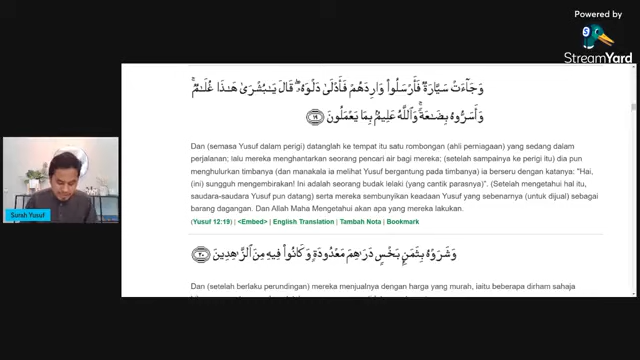 Powered by
StreamYard
وَجَاءَتْ سَيَّارَةٌ فَأَرْسَلُوا۟ وَارِدَهُمْ فَأَدْلَىٰ دَلْوَهُۥ ۖ قَالَ يَـٰبُشْرَىٰ هَـٰذَا غُلَـٰمٌ ۚ
وَأَسَرُّوهُ بِضَـٰعَةً ۚ وَٱللَّهُ عَلِيمٌۢ بِمَا يَعْمَلُونَ ﴿١٩﴾
Dan (semasa Yusuf dalam perigi) datanglah ke tempat itu satu rombongan (ahli perniagaan) yang sedang dalam
perjalanan; lalu mereka menghantarkan seorang pencari air bagi mereka; (setelah sampainya ke perigi itu) dia pun
menghulurkan timbanya (dan manakala ia melihat Yusuf bergantung pada timbanya) ia berseru dengan katanya: "Hai,
(ini) sungguh mengembirakan! Ini adalah seorang budak lelaki (yang cantik parasnya)". (Setelah mengetahui hal itu,
saudara-saudara Yusuf pun datang) serta mereka sembunyikan keadaan Yusuf yang sebenarnya (untuk dijual) sebagai
barang dagangan. Dan Allah Maha Mengetahui akan apa yang mereka lakukan.
(Yusuf 12:19) | <Embed> | English Translation | Tambah Nota | Bookmark
Surah Yusuf
وَشَرَوْهُ بِثَمَنٍۭ بَخْسٍ دَرَٰهِمَ مَعْدُودَةٍ وَكَانُوا۟ فِيهِ مِنَ ٱلزَّٰهِدِينَ ﴿٢٠﴾
Dan (setelah berlaku perundingan) mereka menjualnya dengan harga yang murah, iaitu beberapa dirham sahaja